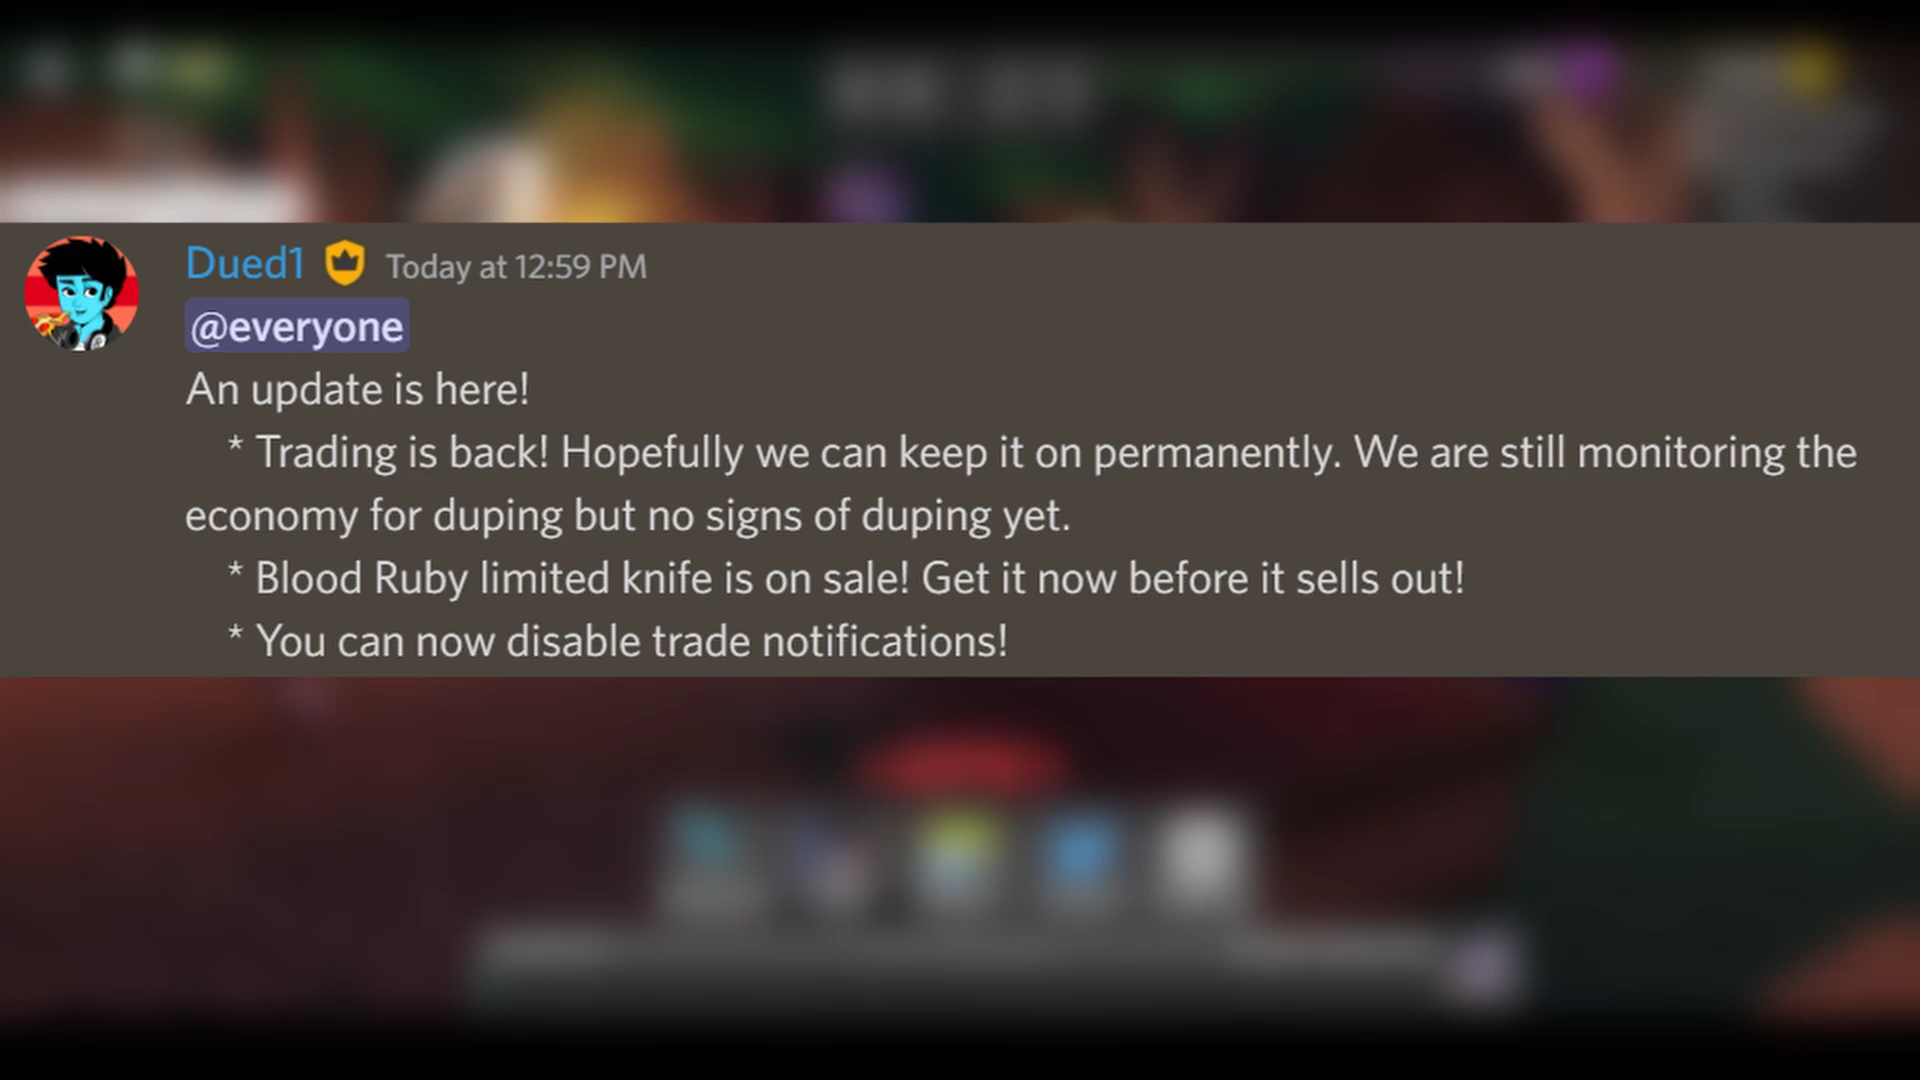 Dued1 Today at 12:59 PM
@everyone
An update is here!
* Trading is back! Hopefully we can keep it on permanently. We are still monitoring the
economy for duping but no signs of duping yet.
* Blood Ruby limited knife is on sale! Get it now before it sells out!
* You can now disable trade notifications!